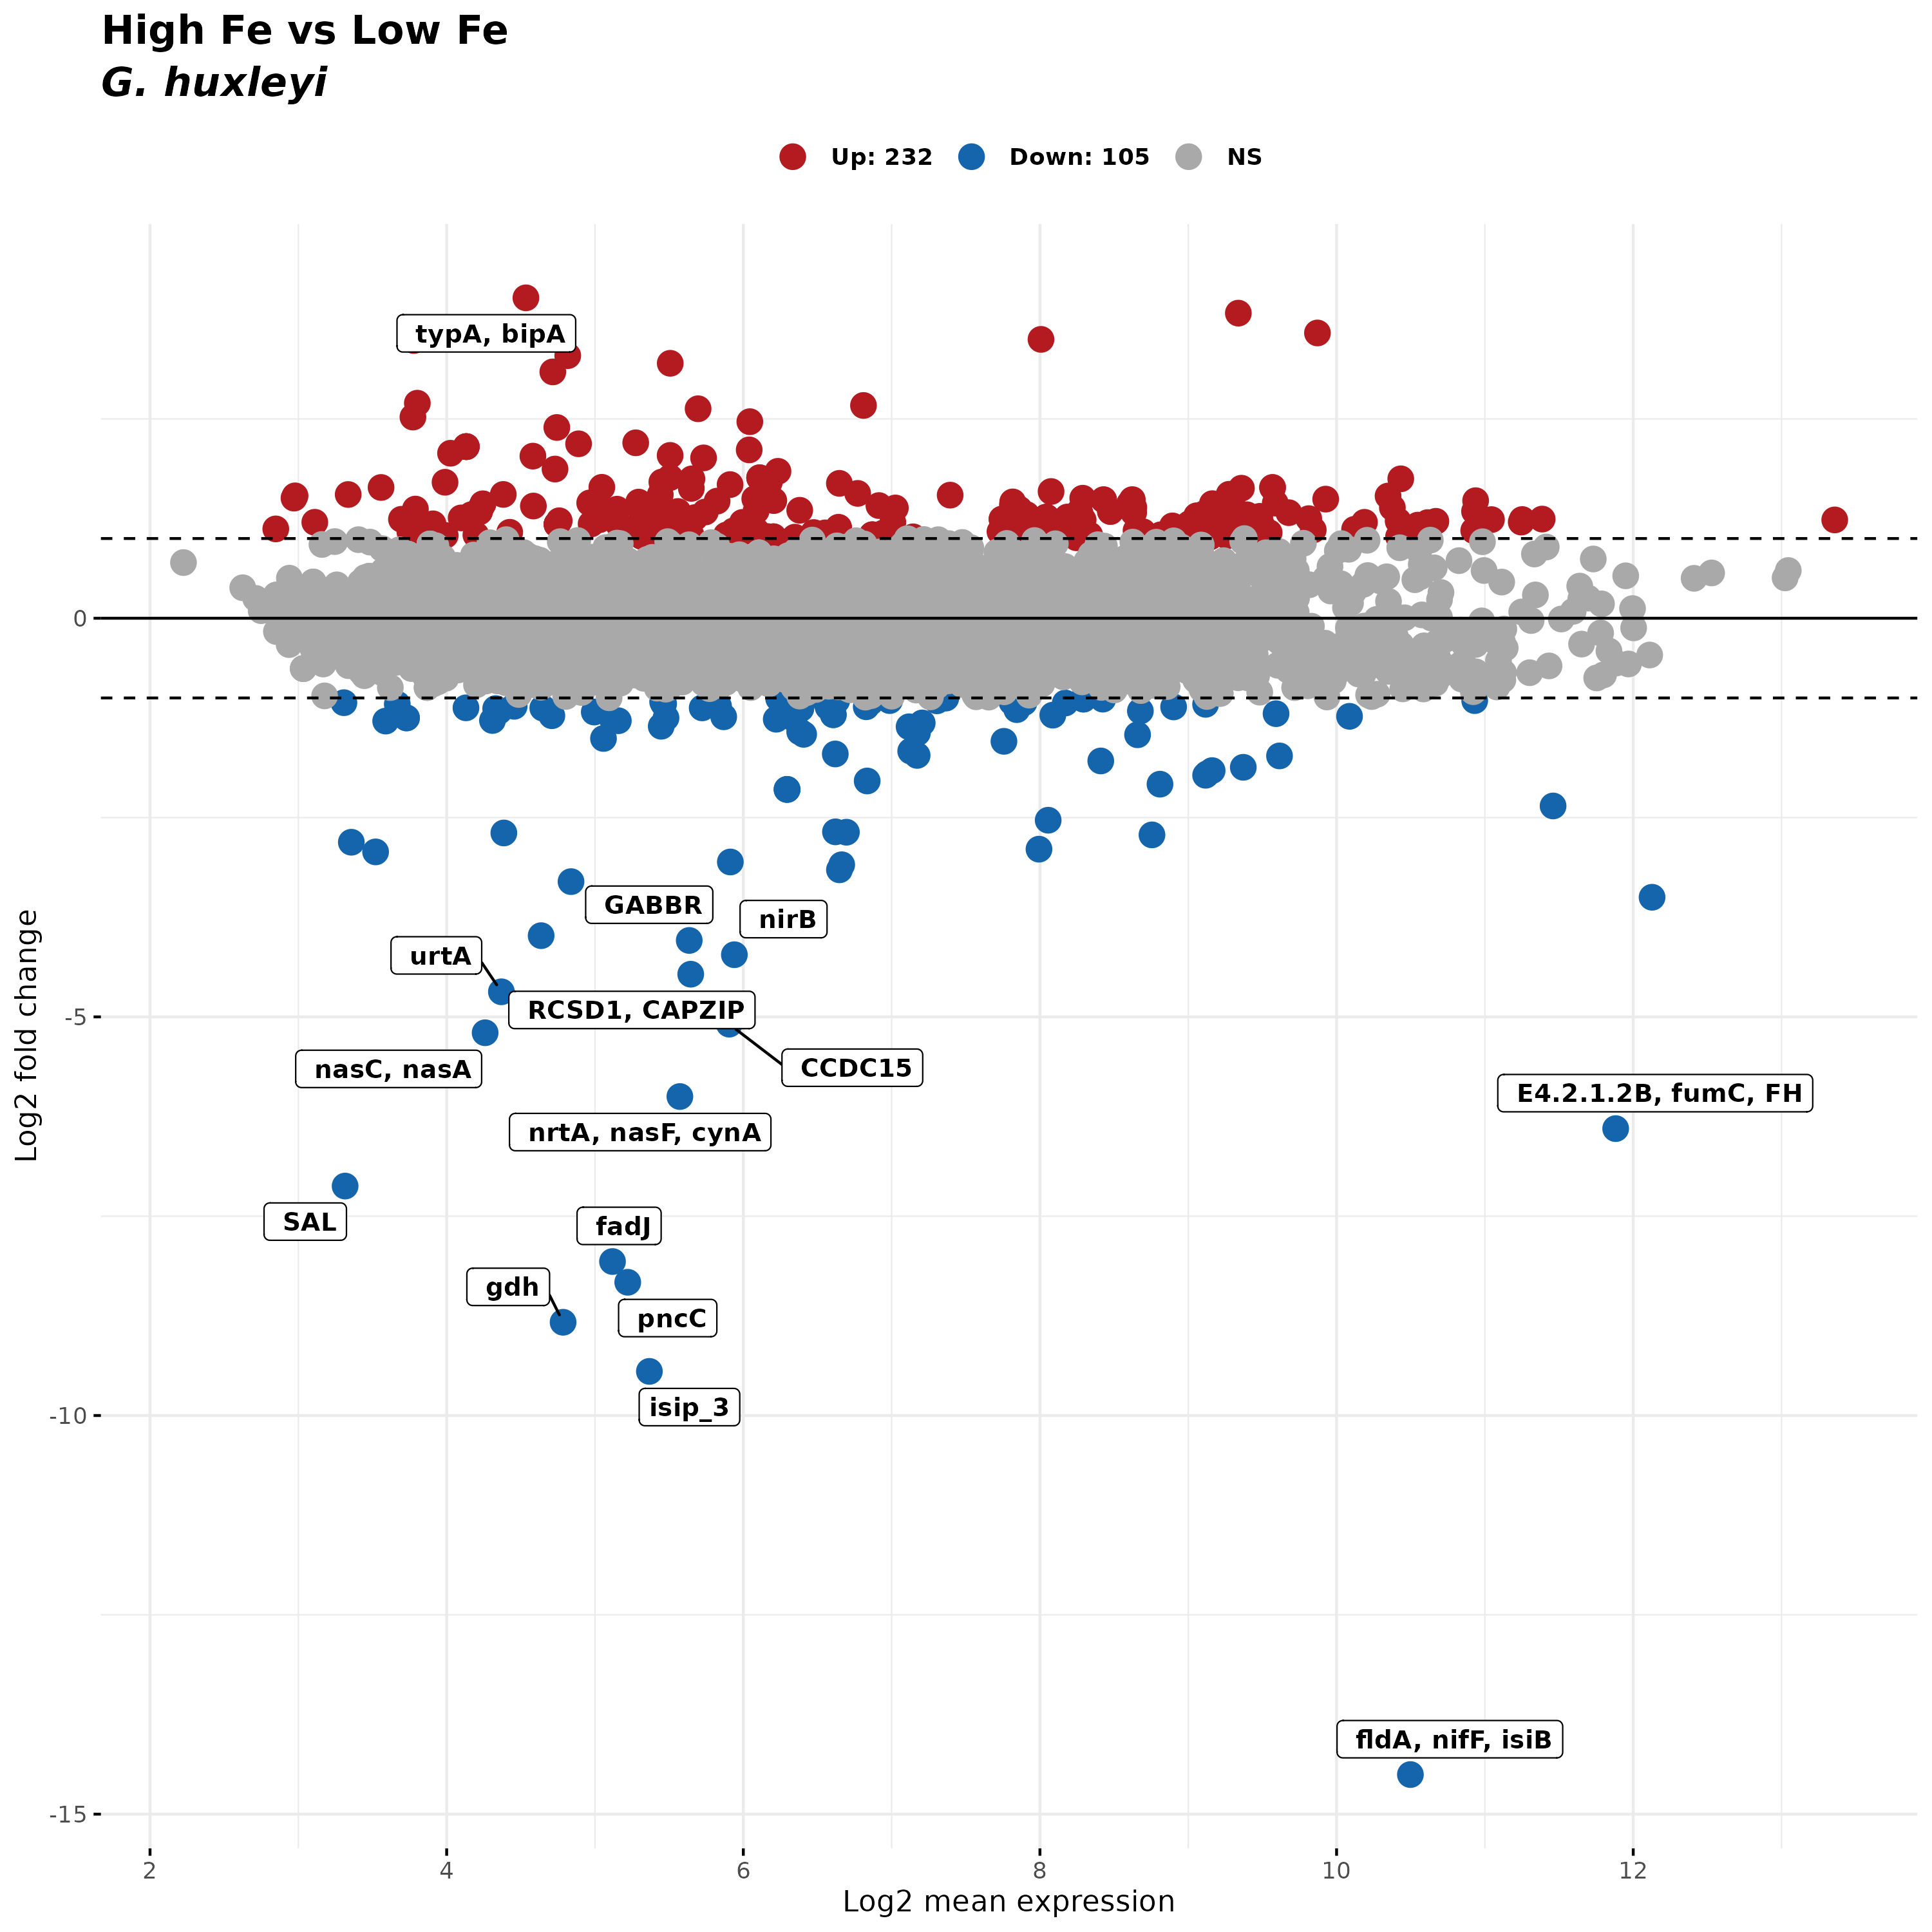 High Fe vs Low Fe
G. huxleyi
Up: 232
Down: 105
NS
typA, bipA
GABBR
nirB
urtA
RCSD1, CAPZIP
nasC, nasA
CCDC15
E4.2.1.2B, fumC, FH
nrtA, nasF, cynA
SAL
fadJ
gdh
pncC
isip_3
fldA, nifF, isiB
Log2 fold change
0
-5
-10
-15
2
4
6
8
10
12
Log2 mean expression